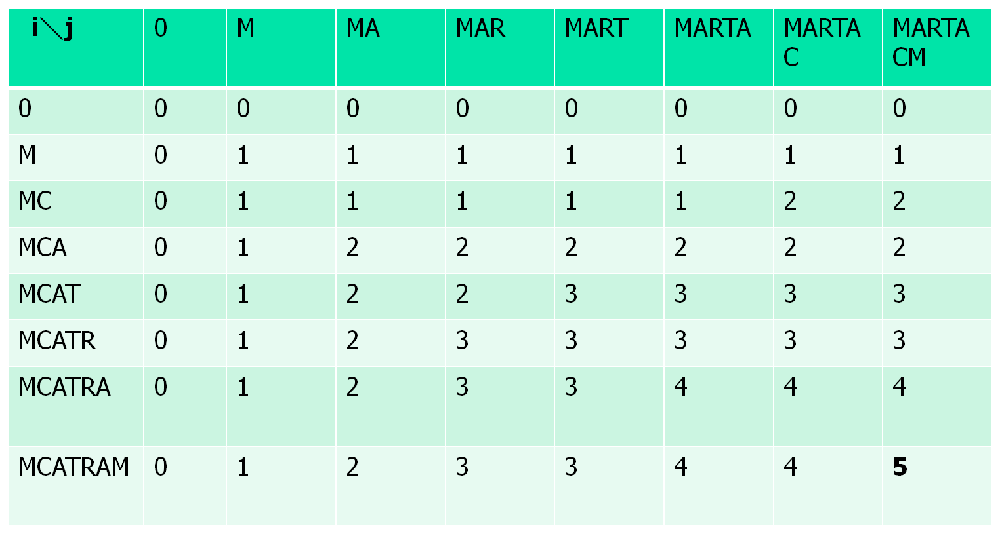 i\j 0 M MA MAR MART MARTA MARTA MARTA
C CM
0 0 0 0 0 0 0 0 0
M 0 1 1 1 1 1 1 1
MC 0 1 1 1 1 1 2 2
MCA 0 1 2 2 2 2 2 2
MCAT 0 1 2 2 3 3 3 3
MCATR 0 1 2 3 3 3 3 3
MCATRA 0 1 2 3 3 4 4 4
MCATRAM 0 1 2 3 3 4 4 5